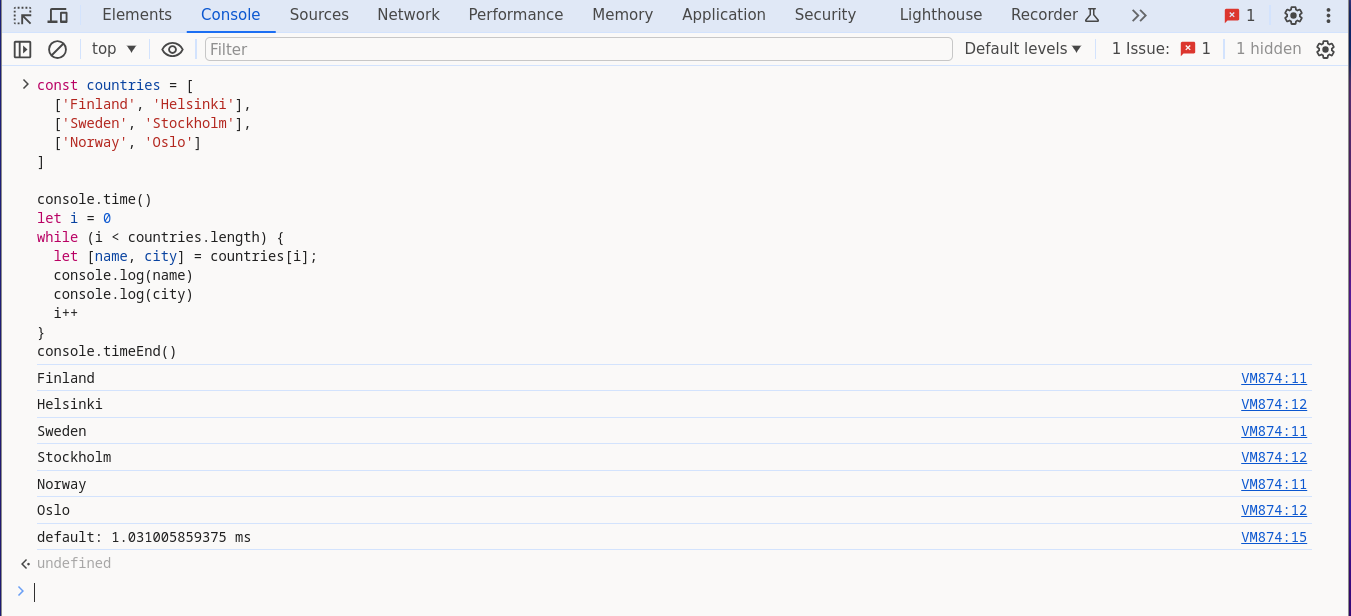 Elements Console Sources Network Performance Memory Application Security Lighthouse Recorder 1
top ▼ Filter Default levels ▼ 1 Issue: 1 1 hidden
const countries = [
  ['Finland', 'Helsinki'],
  ['Sweden', 'Stockholm'],
  ['Norway', 'Oslo']
]
console.time()
let i = 0
while (i < countries.length) {
  let [name, city] = countries[i];
  console.log(name)
  console.log(city)
  i++
}
console.timeEnd()
Finland VM874:11
Helsinki VM874:12
Sweden VM874:11
Stockholm VM874:12
Norway VM874:11
Oslo VM874:12
default: 1.031005859375 ms VM874:15
undefined